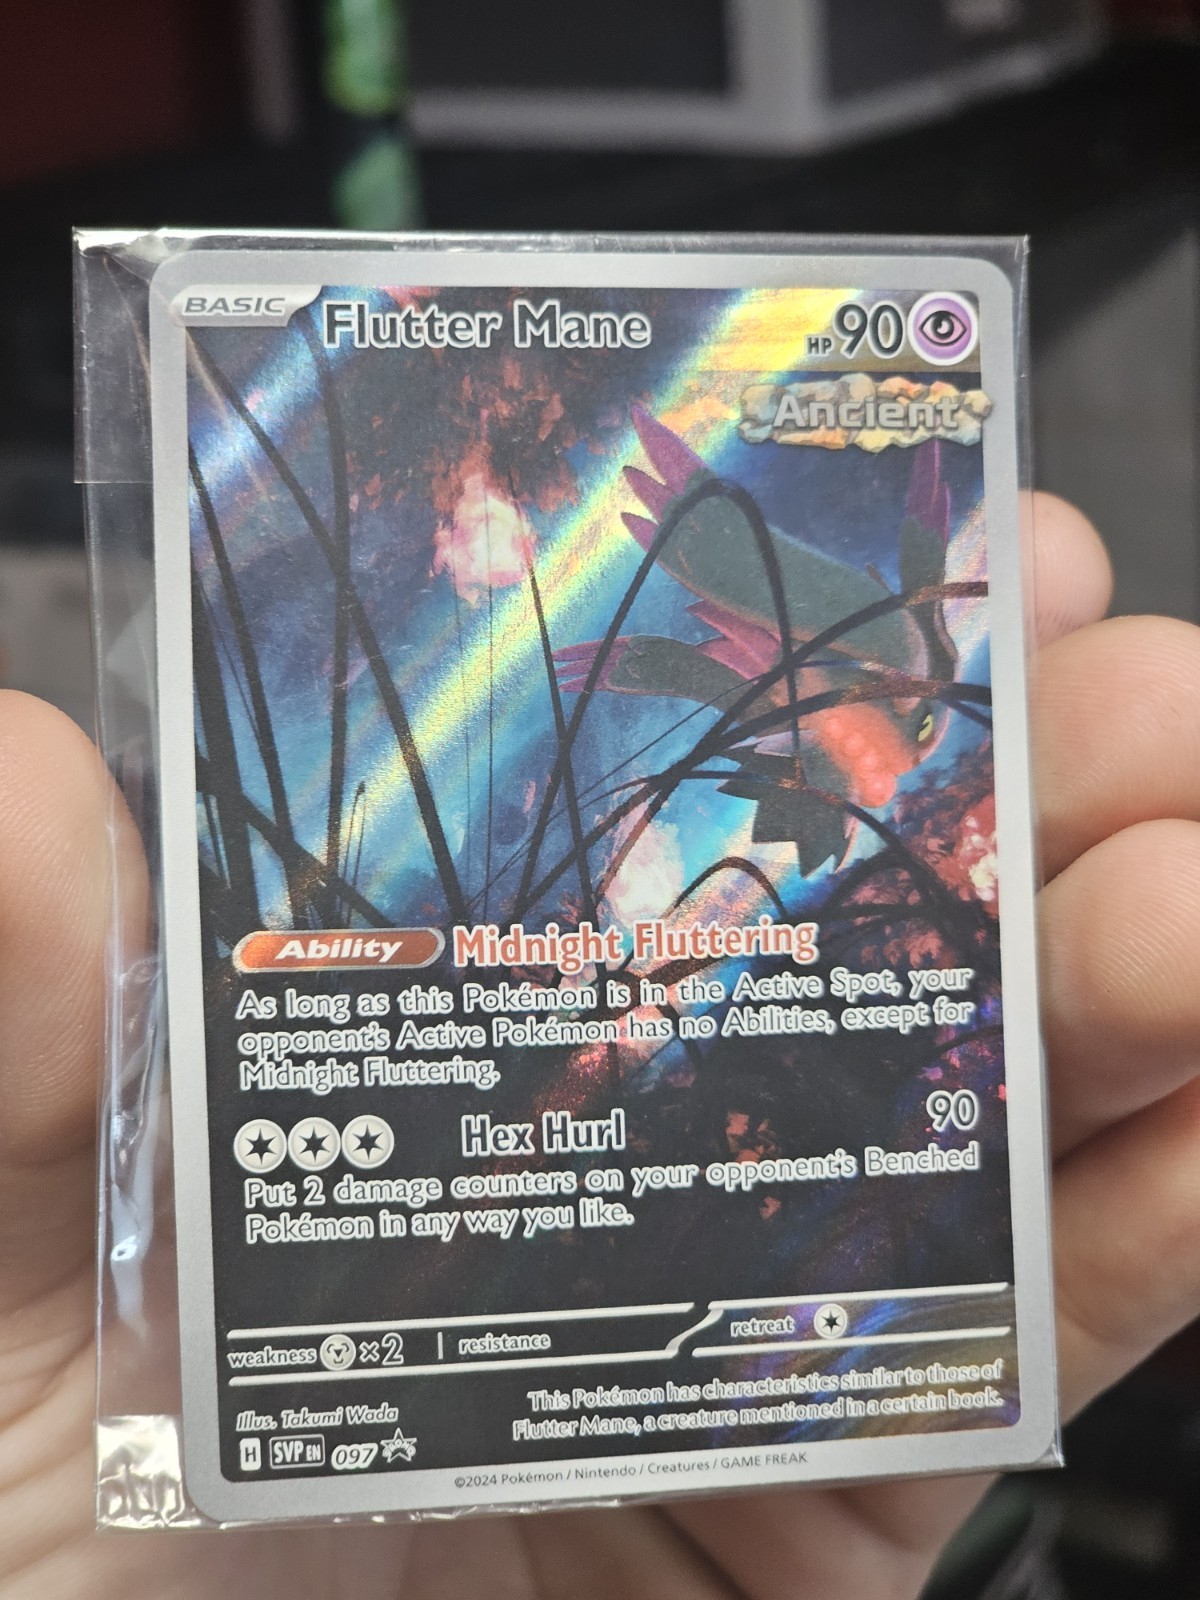 BASIC Flutter Mane HP 90
Ancient
Ability Midnight Fluttering
As long as this Pokémon is in the Active Spot, your
opponent's Active Pokémon has no Abilities, except for
Midnight Fluttering.
Hex Hurl 90
Put 2 damage counters on your opponent's Benched
Pokémon in any way you like.
weakness ×2 resistance retreat
This Pokémon has characteristics similar to those of
Flutter Mane, a creature mentioned in a certain book.
Illus. Takumi Wada
H SVP EN 097
©2024 Pokémon / Nintendo / Creatures / GAME FREAK